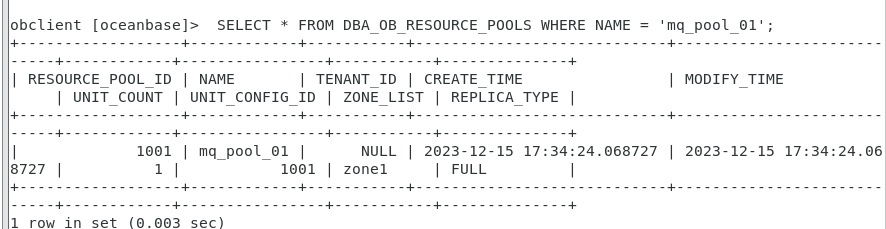 obclient [oceanbase]>  SELECT * FROM DBA_OB_RESOURCE_POOLS WHERE NAME = 'mq_pool_01';
+------------------+------------+-----------+----------------------------+----------------------
-----+------------+----------------+-----------+--------------+
| RESOURCE_POOL_ID | NAME       | TENANT_ID | CREATE_TIME                | MODIFY_TIME
     | UNIT_COUNT | UNIT_CONFIG_ID | ZONE_LIST | REPLICA_TYPE |
+------------------+------------+-----------+----------------------------+----------------------
-----+------------+----------------+-----------+--------------+
|             1001 | mq_pool_01 |      NULL | 2023-12-15 17:34:24.068727 | 2023-12-15 17:34:24.06
8727 |          1 |           1001 | zone1     | FULL         |
+------------------+------------+-----------+----------------------------+----------------------
-----+------------+----------------+-----------+--------------+
1 row in set (0.003 sec)